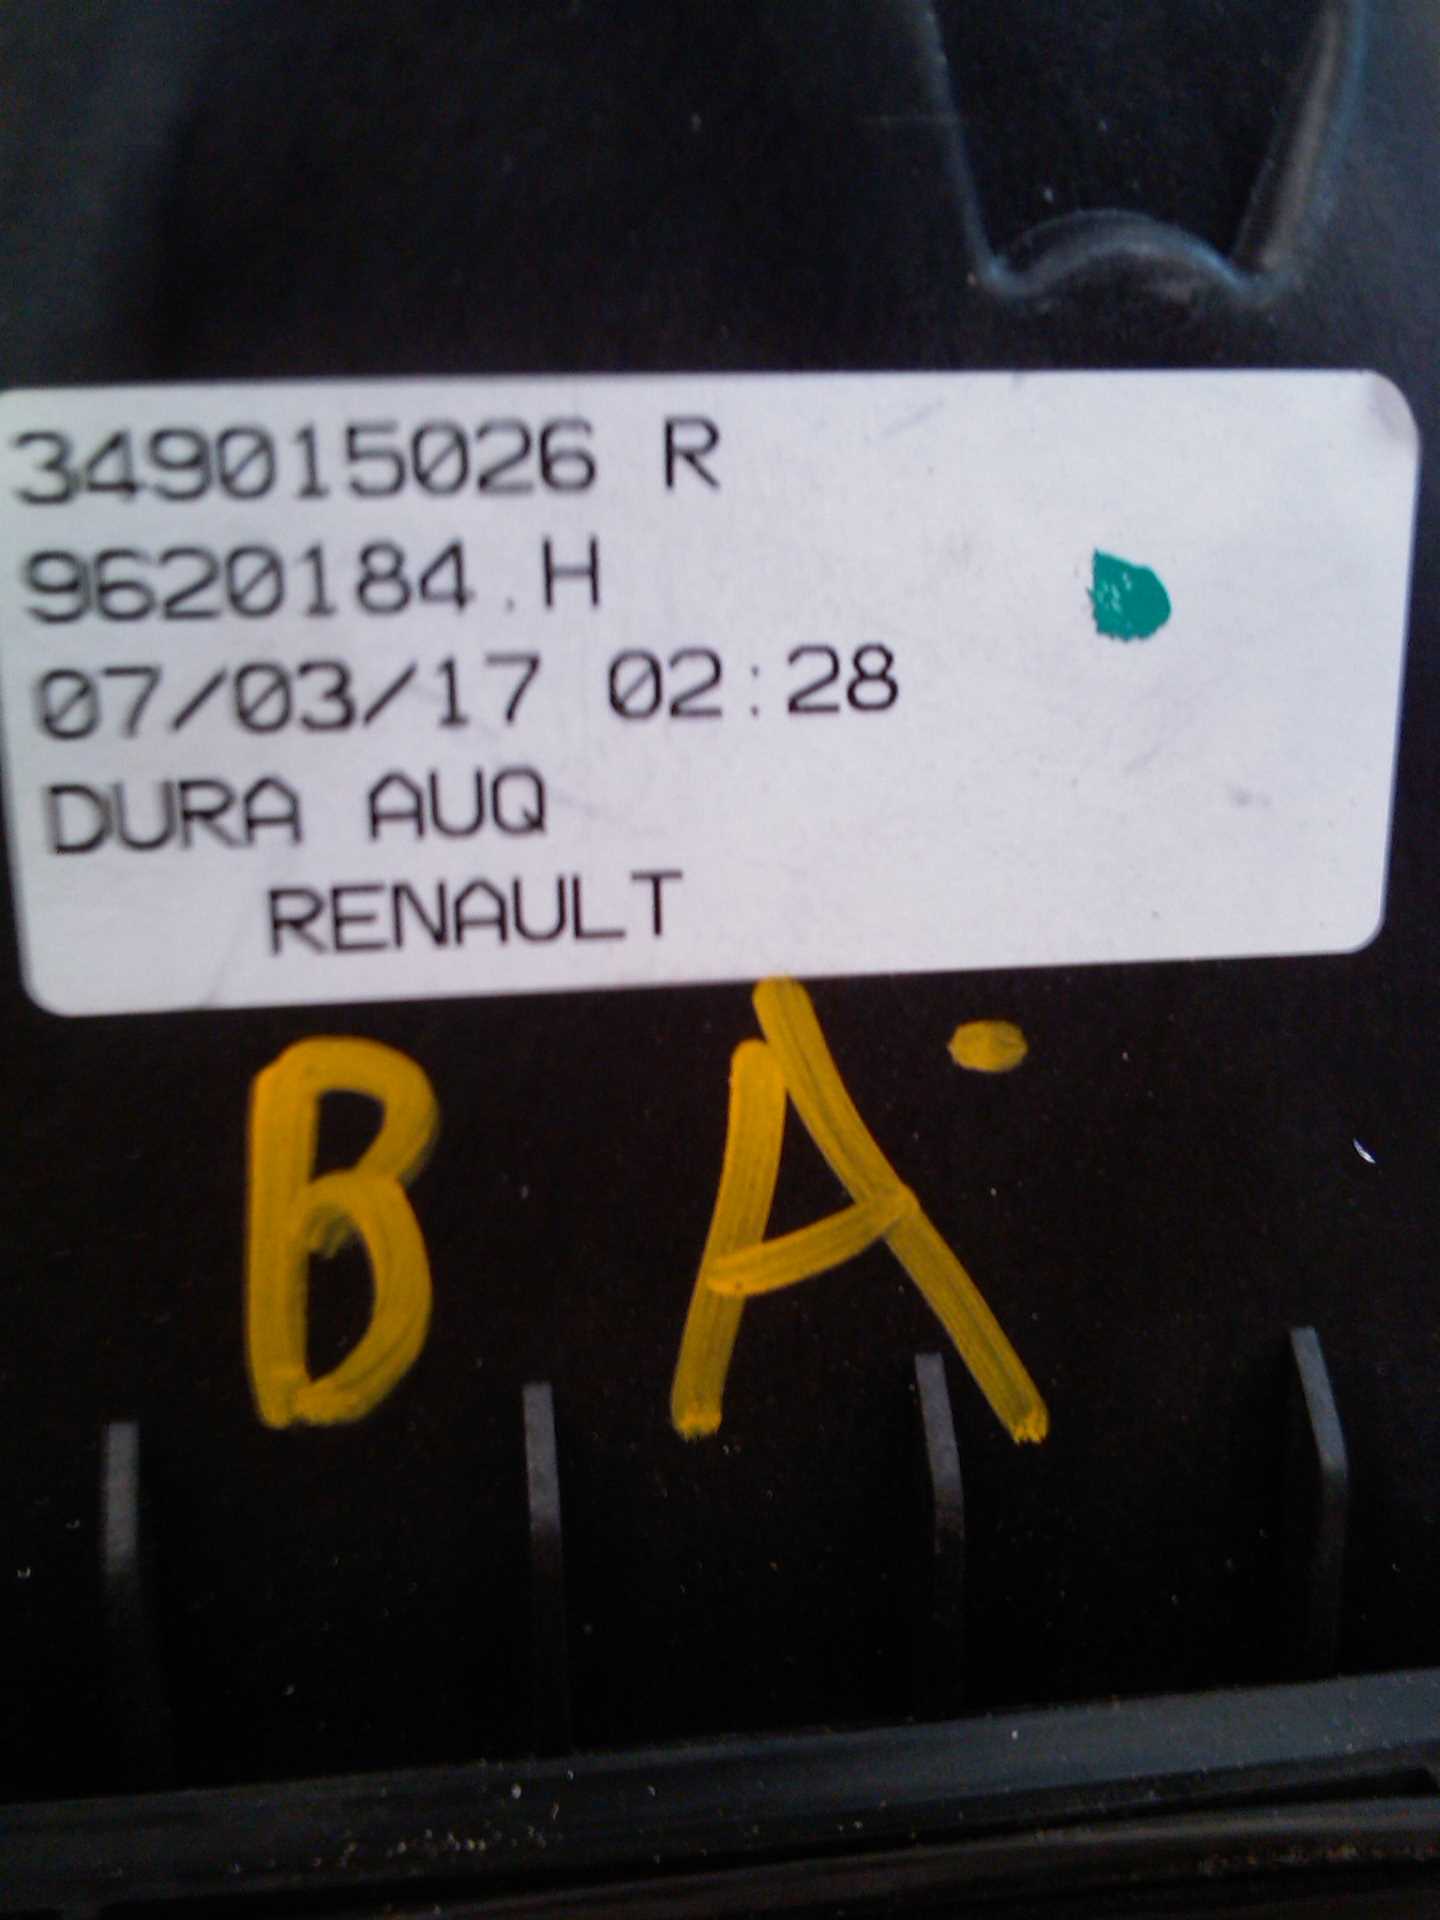 349015026 R
9620184.H
07/03/17 02:28
DURA AUQ
RENAULT
B A